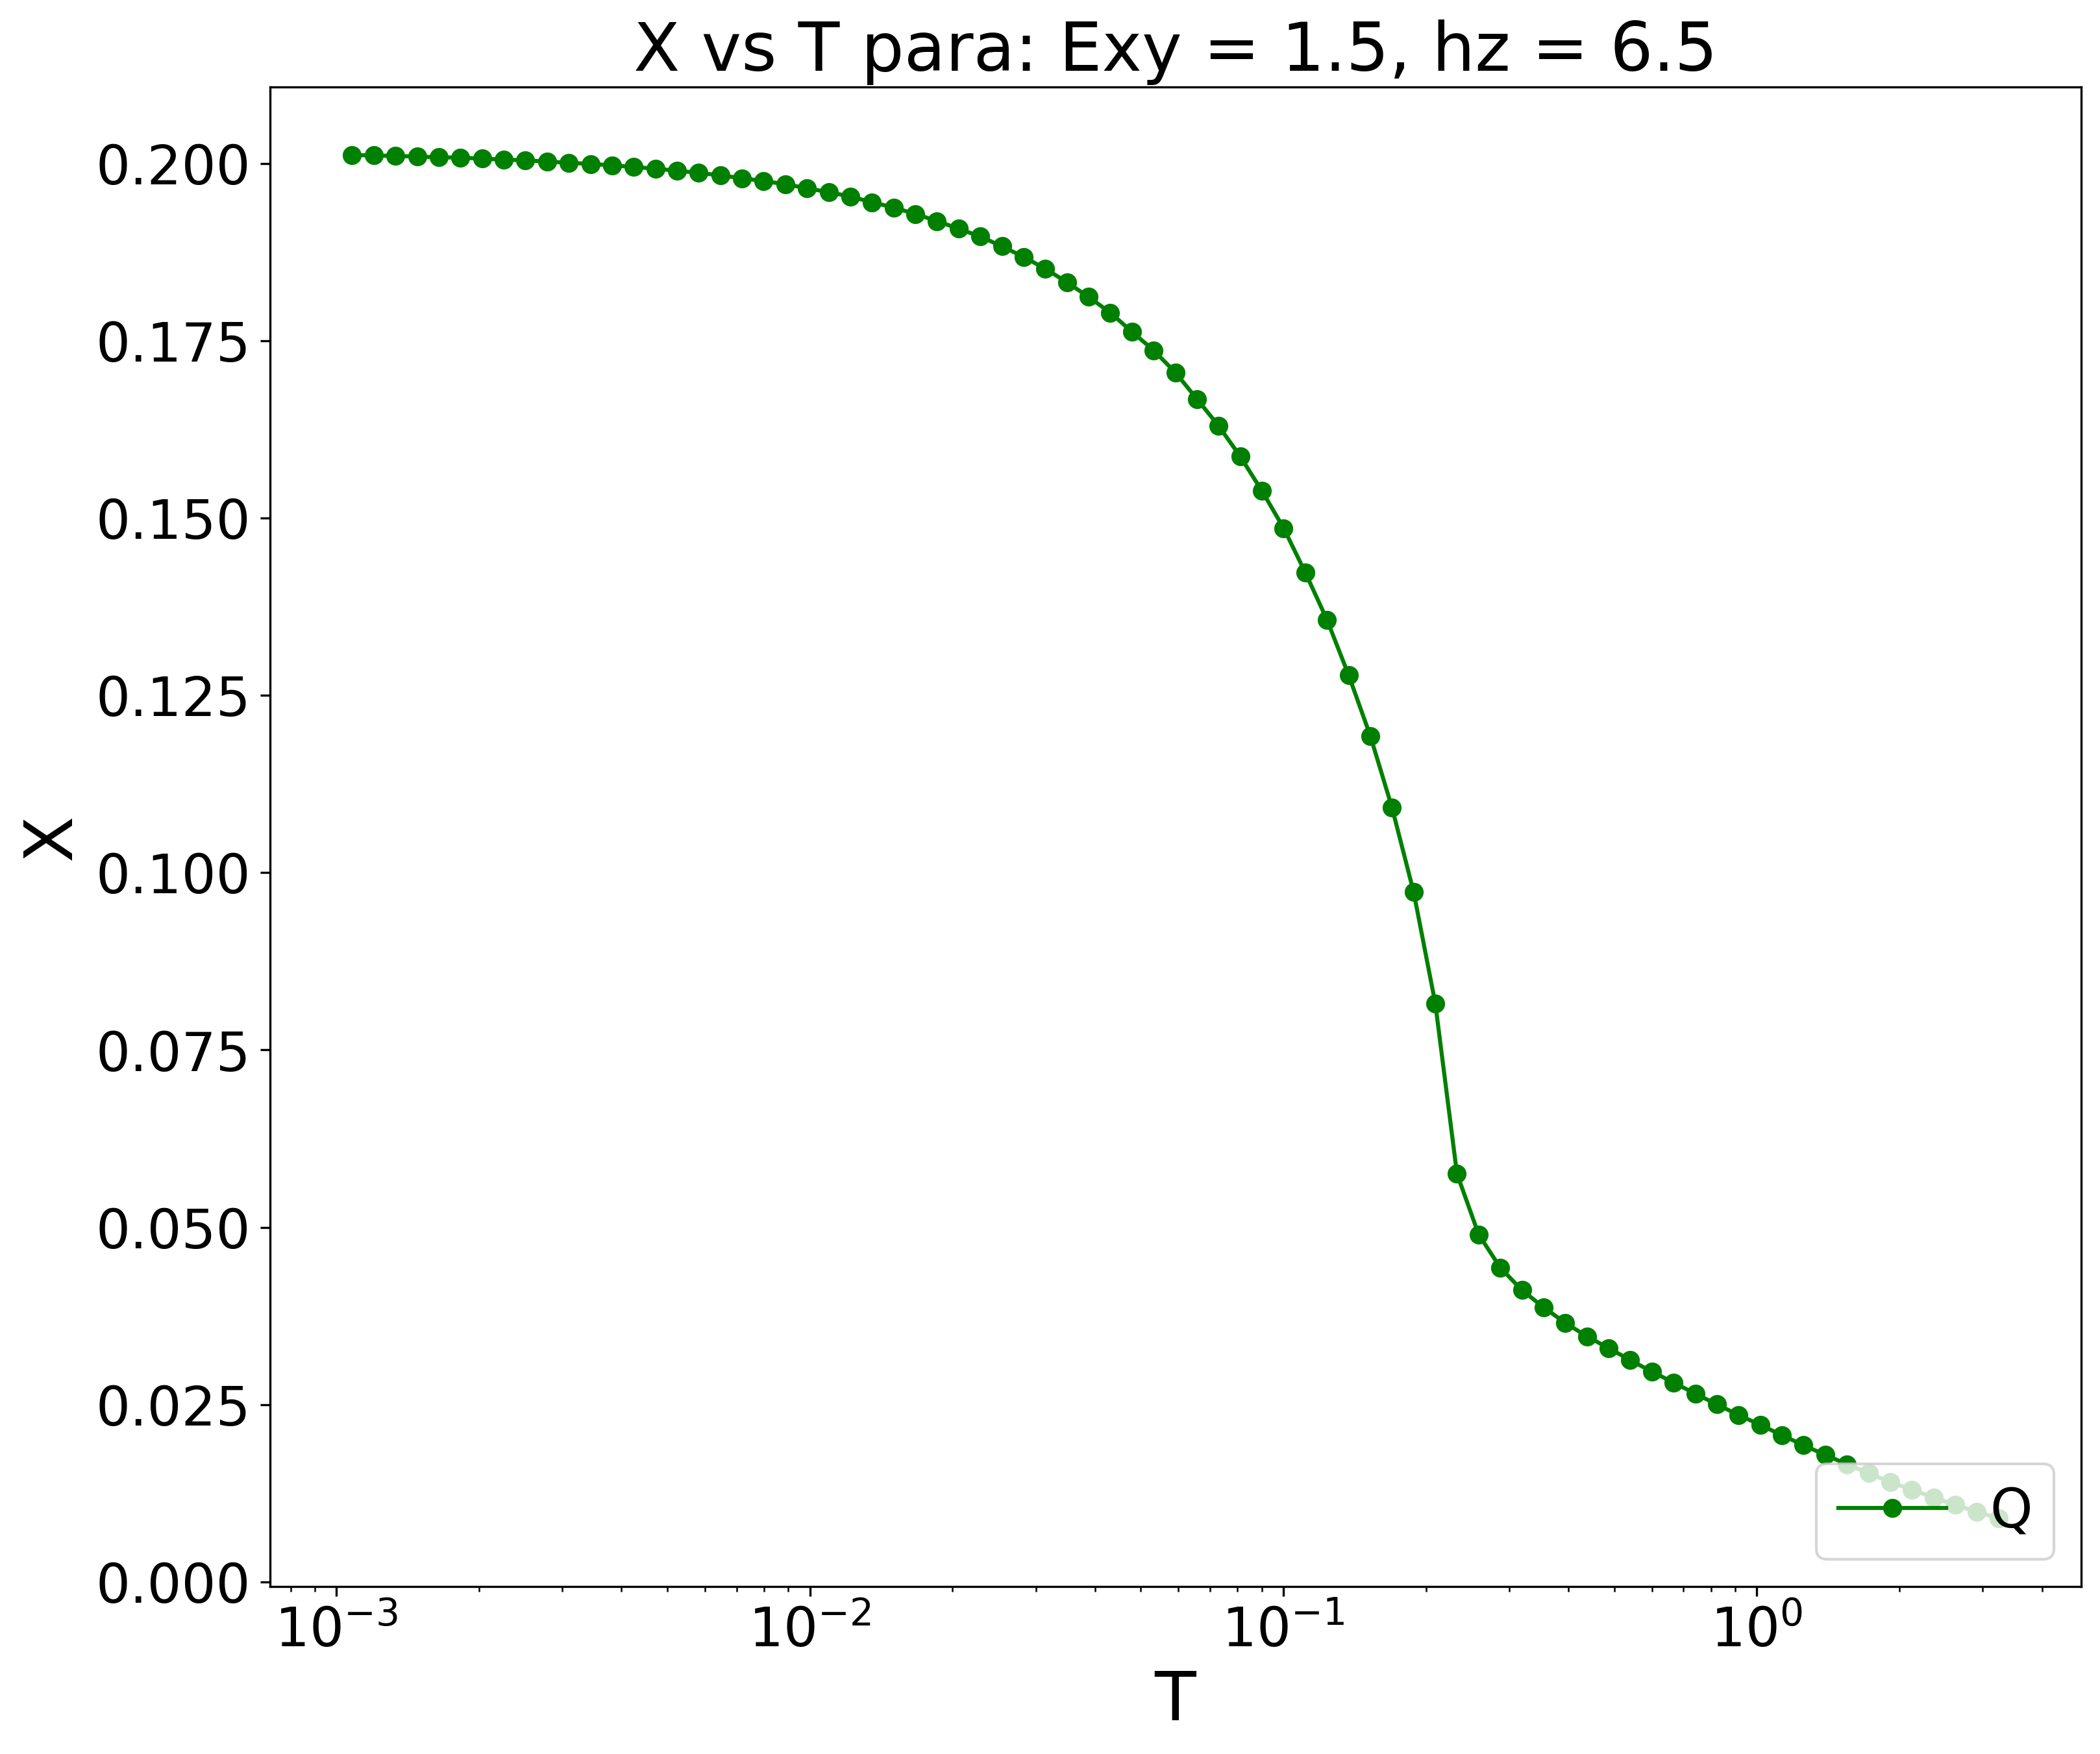 X vs T para: Exy = 1.5, hz = 6.5
X
0.200
0.175
0.150
0.125
0.100
0.075
0.050
0.025
0.000
10⁻³ 10⁻² 10⁻¹ 10⁰
T
Q